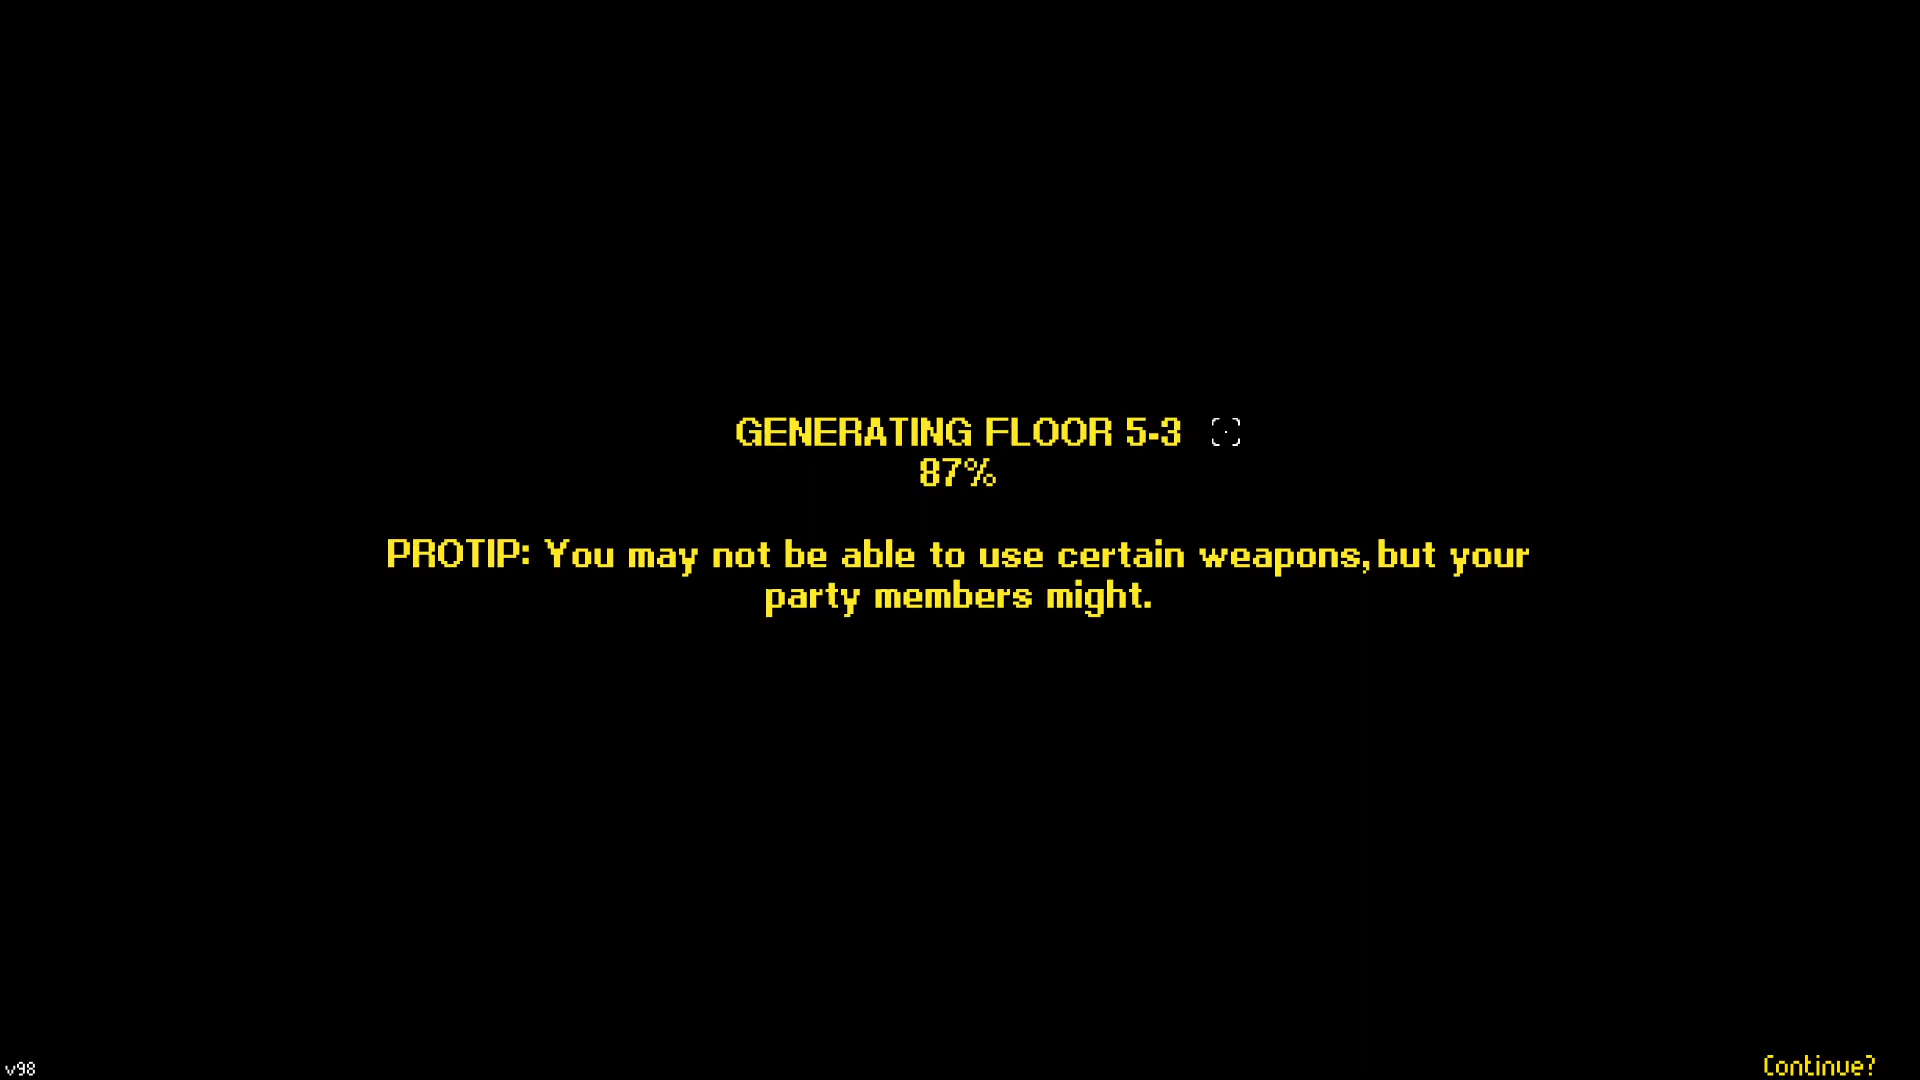 GENERATING FLOOR 5-3
87%
PROTIP: You may not be able to use certain weapons, but your
party members might.
v98
Continue?